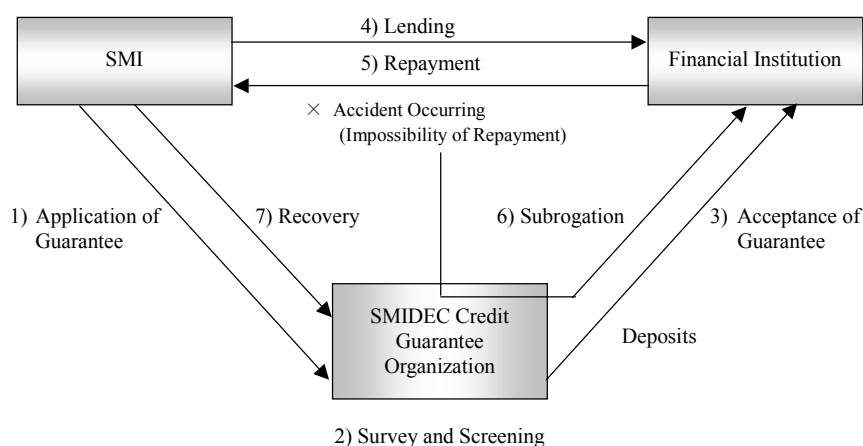 4) Lending
SMI
Financial Institution
5) Repayment
× Accident Occurring
(Impossibility of Repayment)
1) Application of
Guarantee
7) Recovery
6) Subrogation
3) Acceptance of
Guarantee
SMIDEC Credit
Guarantee
Organization
Deposits
2) Survey and Screening